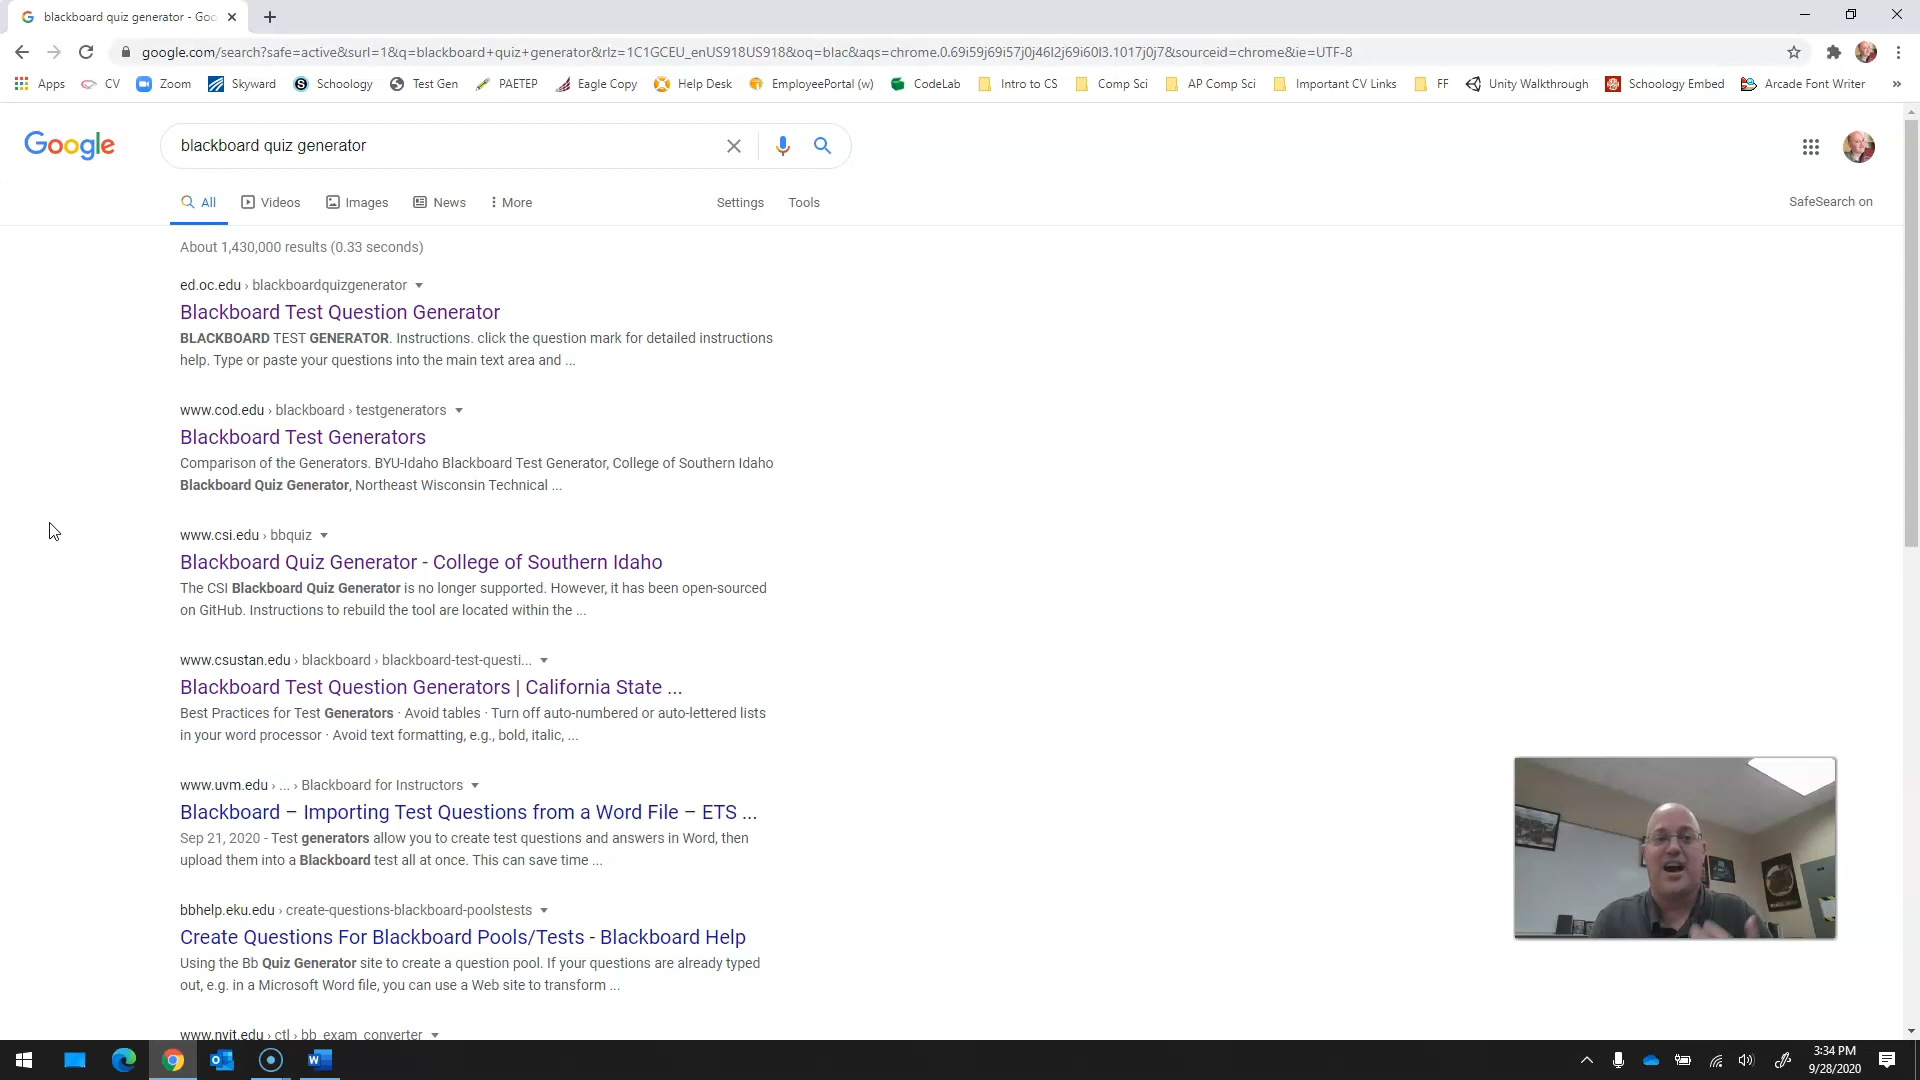 blackboard quiz generator - Goo
google.com/search?safe=active&surl=1&q=blackboard+quiz+generator&rlz=1C1GCEU_enUS918US918&oq=blac&aqs=chrome.0.69i59j69i57j0j46l2j69i60l3.1017j0j7&sourceid=chrome&ie=UTF-8
Apps CV Zoom Skyward Schoology Test Gen PAETEP Eagle Copy Help Desk EmployeePortal (w) CodeLab Intro to CS Comp Sci AP Comp Sci Important CV Links FF Unity Walkthrough Schoology Embed Arcade Font Writer »
Google blackboard quiz generator
All Videos Images News More Settings Tools SafeSearch on
About 1,430,000 results (0.33 seconds)
ed.oc.edu › blackboardquizgenerator
Blackboard Test Question Generator
BLACKBOARD TEST GENERATOR. Instructions. click the question mark for detailed instructions
help. Type or paste your questions into the main text area and ...
www.cod.edu › blackboard › testgenerators
Blackboard Test Generators
Comparison of the Generators. BYU-Idaho Blackboard Test Generator, College of Southern Idaho
Blackboard Quiz Generator, Northeast Wisconsin Technical ...
www.csi.edu › bbquiz
Blackboard Quiz Generator - College of Southern Idaho
The CSI Blackboard Quiz Generator is no longer supported. However, it has been open-sourced
on GitHub. Instructions to rebuild the tool are located within the ...
www.csustan.edu › blackboard › blackboard-test-questi...
Blackboard Test Question Generators | California State ...
Best Practices for Test Generators · Avoid tables · Turn off auto-numbered or auto-lettered lists
in your word processor · Avoid text formatting, e.g., bold, italic, ...
www.uvm.edu › ... › Blackboard for Instructors
Blackboard – Importing Test Questions from a Word File – ETS ...
Sep 21, 2020 - Test generators allow you to create test questions and answers in Word, then
upload them into a Blackboard test all at once. This can save time ...
bbhelp.eku.edu › create-questions-blackboard-poolstests
Create Questions For Blackboard Pools/Tests - Blackboard Help
Using the Bb Quiz Generator site to create a question pool. If your questions are already typed
out, e.g. in a Microsoft Word file, you can use a Web site to transform ...
www.nvit.edu › ctl › bb_exam_converter
3:34 PM
9/28/2020